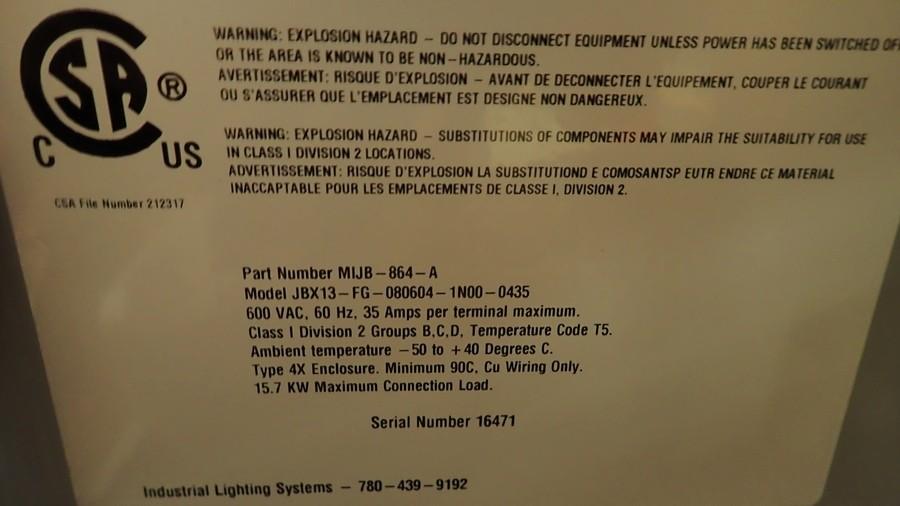 WARNING: EXPLOSION HAZARD – DO NOT DISCONNECT EQUIPMENT UNLESS POWER HAS BEEN SWITCHED OFF
OR THE AREA IS KNOWN TO BE NON–HAZARDOUS.
AVERTISSEMENT: RISQUE D'EXPLOSION – AVANT DE DECONNECTER L'EQUIPEMENT, COUPER LE COURANT
OU S'ASSURER QUE L'EMPLACEMENT EST DESIGNE NON DANGEREUX.
WARNING: EXPLOSION HAZARD – SUBSTITUTIONS OF COMPONENTS MAY IMPAIR THE SUITABILITY FOR USE
IN CLASS I DIVISION 2 LOCATIONS.
ADVERTISSEMENT: RISQUE D'EXPLOSION LA SUBSTITUTIOND E COMOSANTSP EUTR ENDRE CE MATERIAL
INACCAPTABLE POUR LES EMPLACEMENTS DE CLASSE I, DIVISION 2.
CSA ®
C US
CSA File Number 212317
Part Number MIJB–864–A
Model JBX13–FG–080604–1N00–0435
600 VAC, 60 Hz, 35 Amps per terminal maximum.
Class I Division 2 Groups B,C,D, Temperature Code T5.
Ambient temperature –50 to +40 Degrees C.
Type 4X Enclosure. Minimum 90C, Cu Wiring Only.
15.7 KW Maximum Connection Load.
Serial Number 16471
Industrial Lighting Systems – 780–439–9192